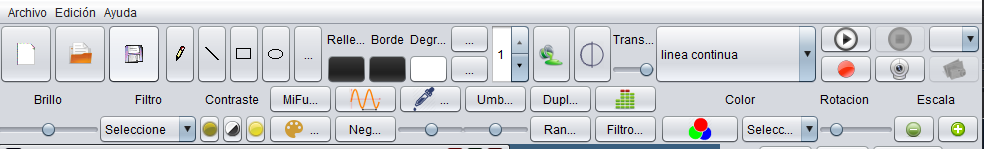 Archivo Edición Ayuda
Relle... Borde Degr... ... Trans...
... 1 linea continua
...
Brillo Filtro Contraste MiFu... ... Umb... Dupl... Color Rotacion Escala
Seleccione ... Neg... Ran... Filtro... Selecc...